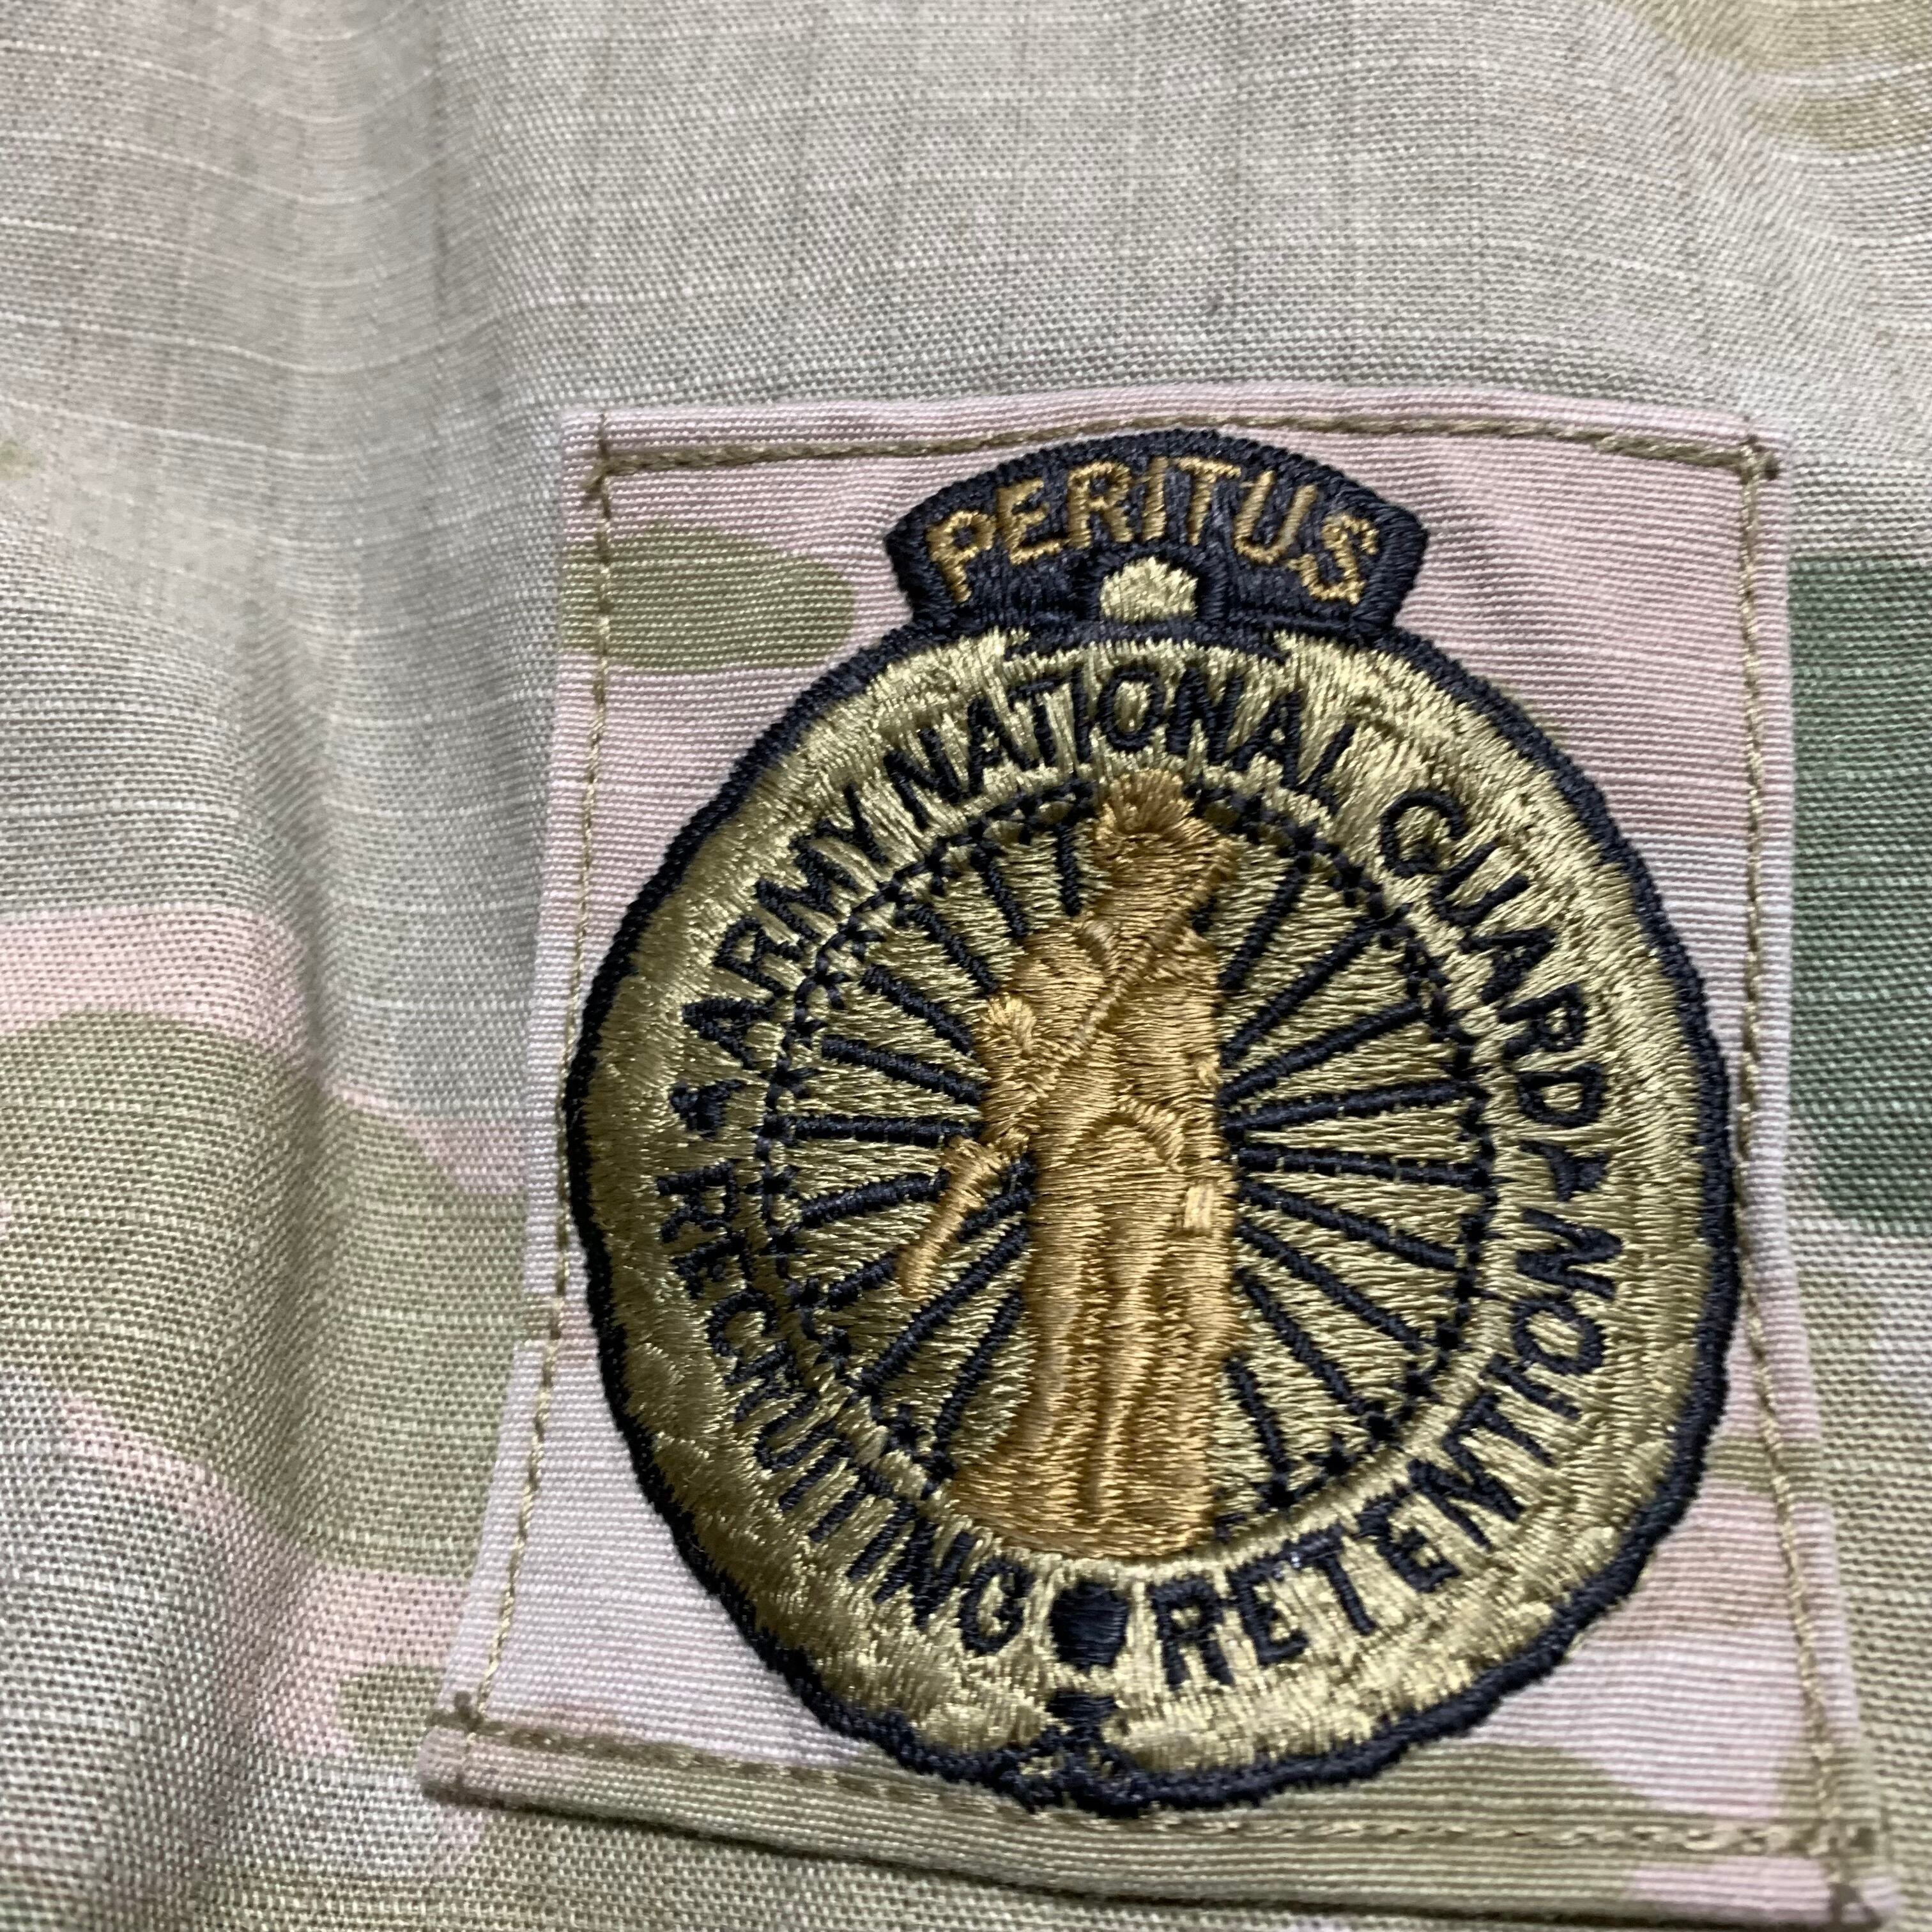 PERITUS
ARMY NATIONAL GUARD
RECRUITING RETENTION